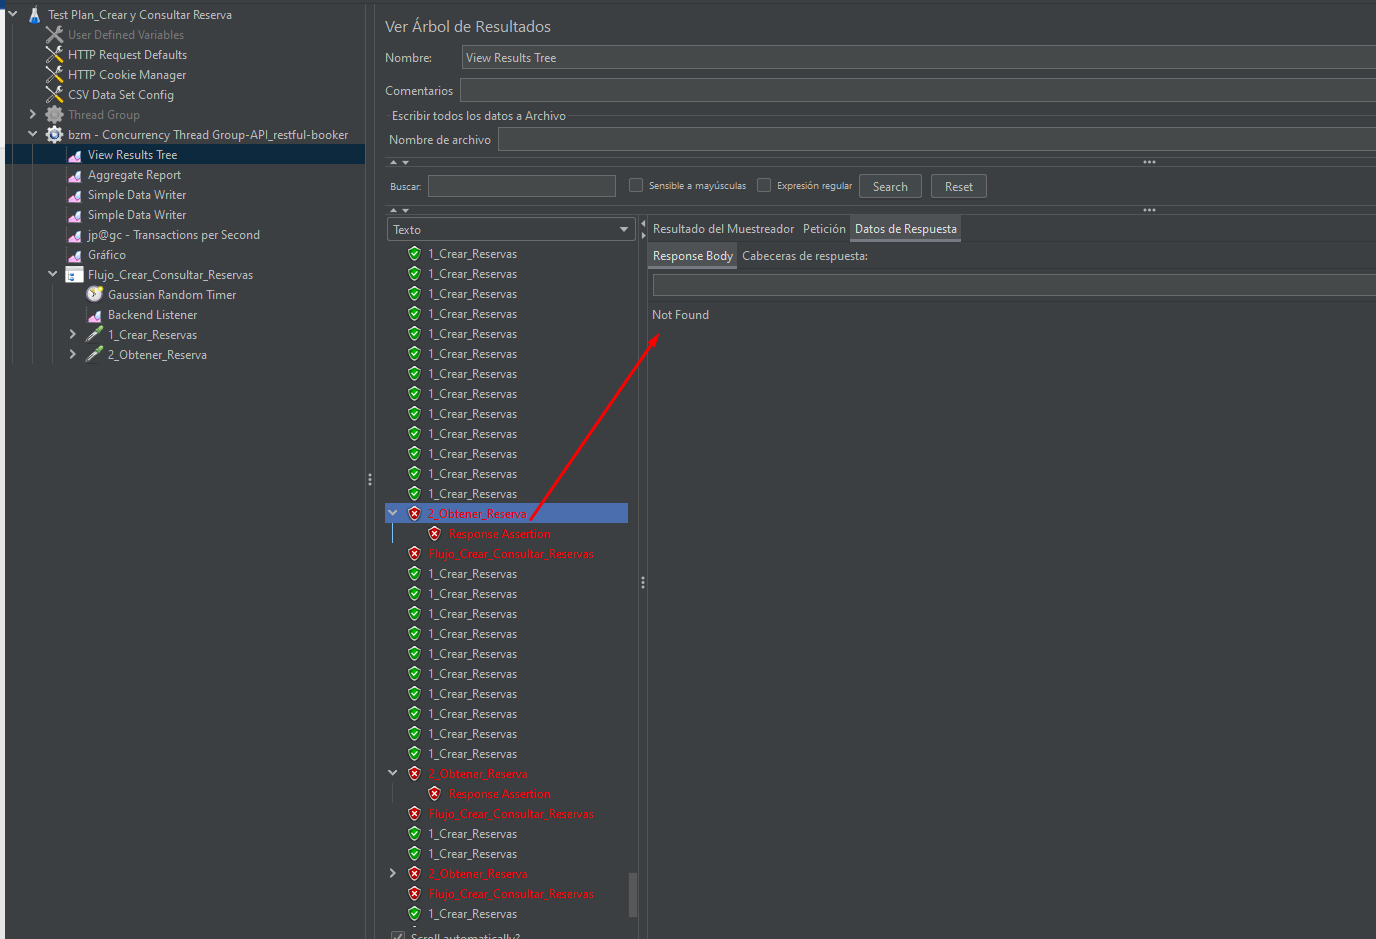 Test Plan_Crear y Consultar Reserva
User Defined Variables
HTTP Request Defaults
HTTP Cookie Manager
CSV Data Set Config
Thread Group
bzm - Concurrency Thread Group-API_restful-booker
View Results Tree
Aggregate Report
Simple Data Writer
Simple Data Writer
jp@gc - Transactions per Second
Gráfico
Flujo_Crear_Consultar_Reservas
Gaussian Random Timer
Backend Listener
1_Crear_Reservas
2_Obtener_Reserva
Ver Árbol de Resultados
Nombre: View Results Tree
Comentarios
Escribir todos los datos a Archivo
Nombre de archivo
Buscar: Sensible a mayúsculas Expresión regular Search Reset
Texto
1_Crear_Reservas
1_Crear_Reservas
1_Crear_Reservas
1_Crear_Reservas
1_Crear_Reservas
1_Crear_Reservas
1_Crear_Reservas
1_Crear_Reservas
1_Crear_Reservas
1_Crear_Reservas
1_Crear_Reservas
1_Crear_Reservas
1_Crear_Reservas
2_Obtener_Reserva
Response Assertion
Flujo_Crear_Consultar_Reservas
1_Crear_Reservas
1_Crear_Reservas
1_Crear_Reservas
1_Crear_Reservas
1_Crear_Reservas
1_Crear_Reservas
1_Crear_Reservas
1_Crear_Reservas
1_Crear_Reservas
1_Crear_Reservas
2_Obtener_Reserva
Response Assertion
Flujo_Crear_Consultar_Reservas
1_Crear_Reservas
1_Crear_Reservas
2_Obtener_Reserva
Flujo_Crear_Consultar_Reservas
1_Crear_Reservas
Scroll automatically?
Resultado del Muestreador Petición Datos de Respuesta
Response Body Cabeceras de respuesta:
Not Found